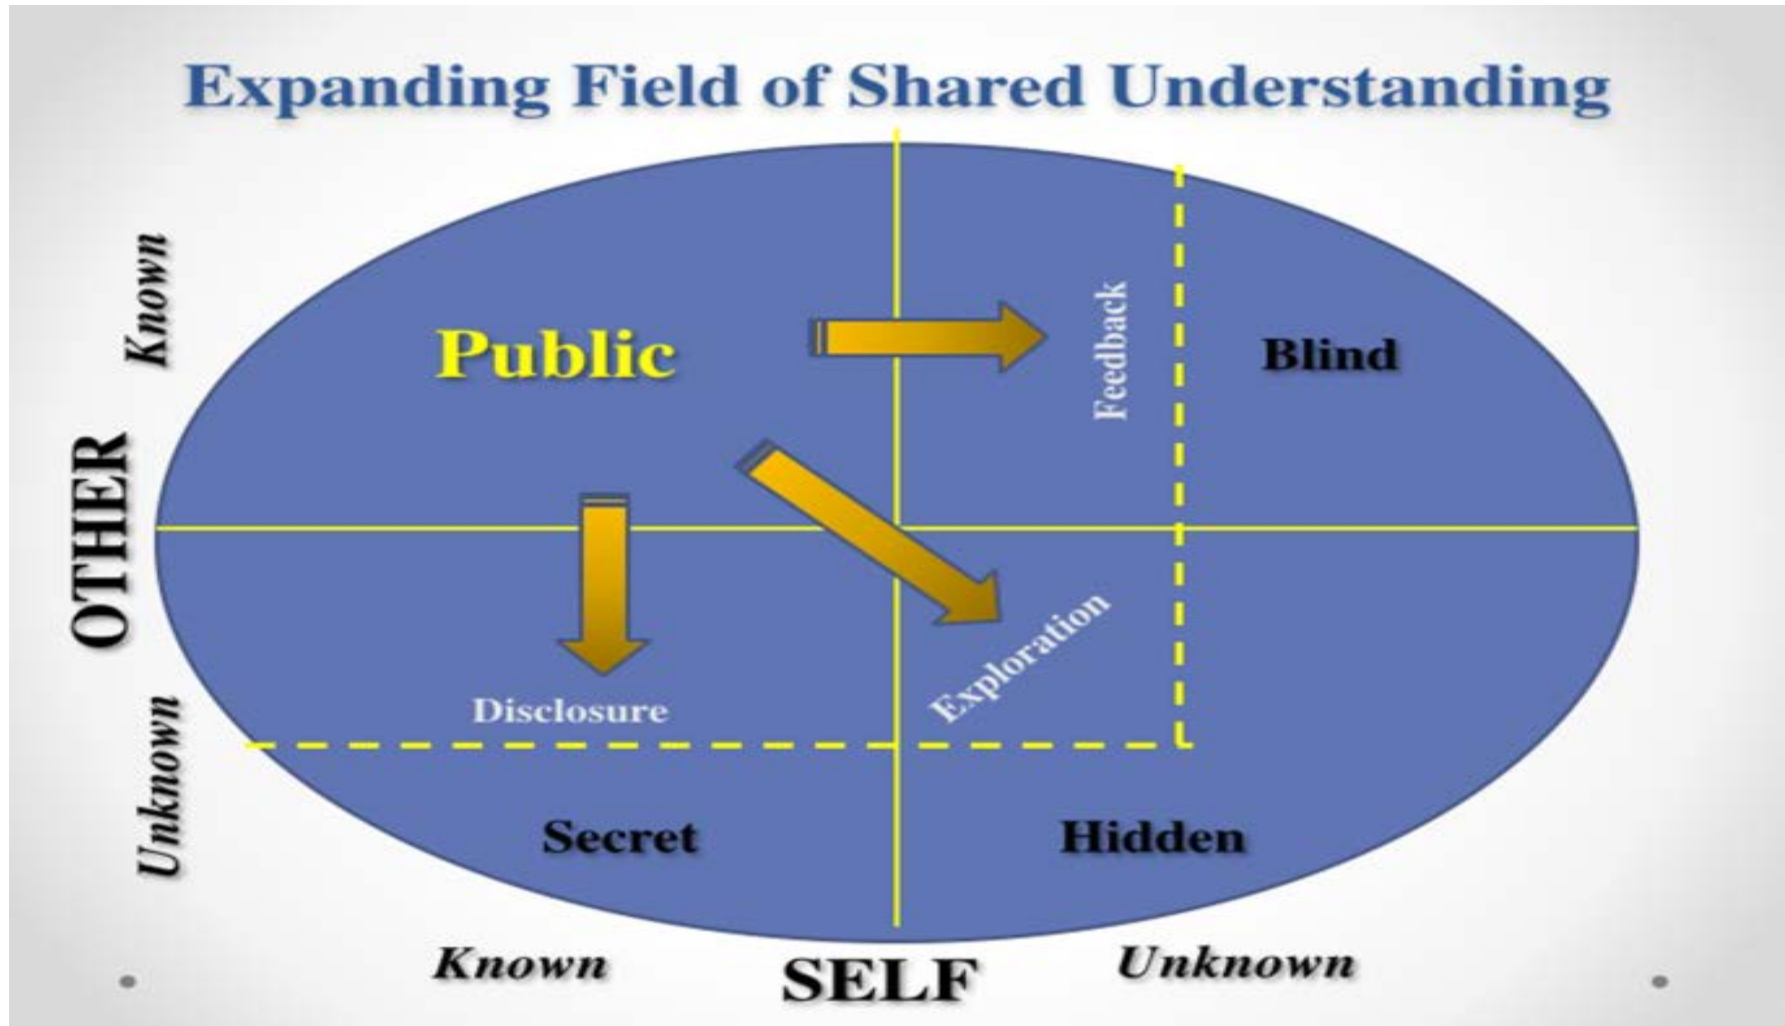 Expanding Field of Shared Understanding
Known
OTHER
Unknown
Public
Feedback
Blind
Disclosure
Exploration
Secret
Hidden
Known
SELF
Unknown